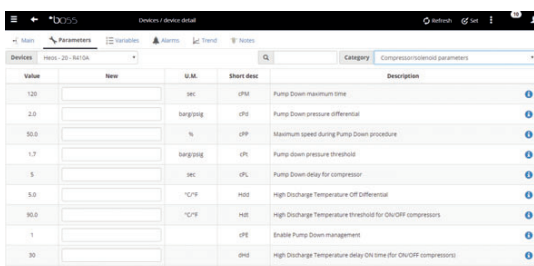 boss Devices / device detail Refresh Set 16
Main Parameters Variables Alarms Trend Notes
Devices Heos - 20 - R410A Category Compressor/solenoid parameters
Value New U.M. Short desc Description
120 sec cPM Pump Down maximum time
2.0 barg/psig cPd Pump Down pressure differential
50.0 % cPP Maximum speed during Pump Down procedure
1.7 barg/psig cPt Pump down pressure threshold
5 sec cPL Pump Down delay for compressor
5.0 °C/°F Hdd High Discharge Temperature Off Differential
90.0 °C/°F Hdt High Discharge Temperature threshold for ON/OFF compressors
1 cPE Enable Pump Down management
30 dHd High Discharge Temperature delay ON time (for ON/OFF compressors)